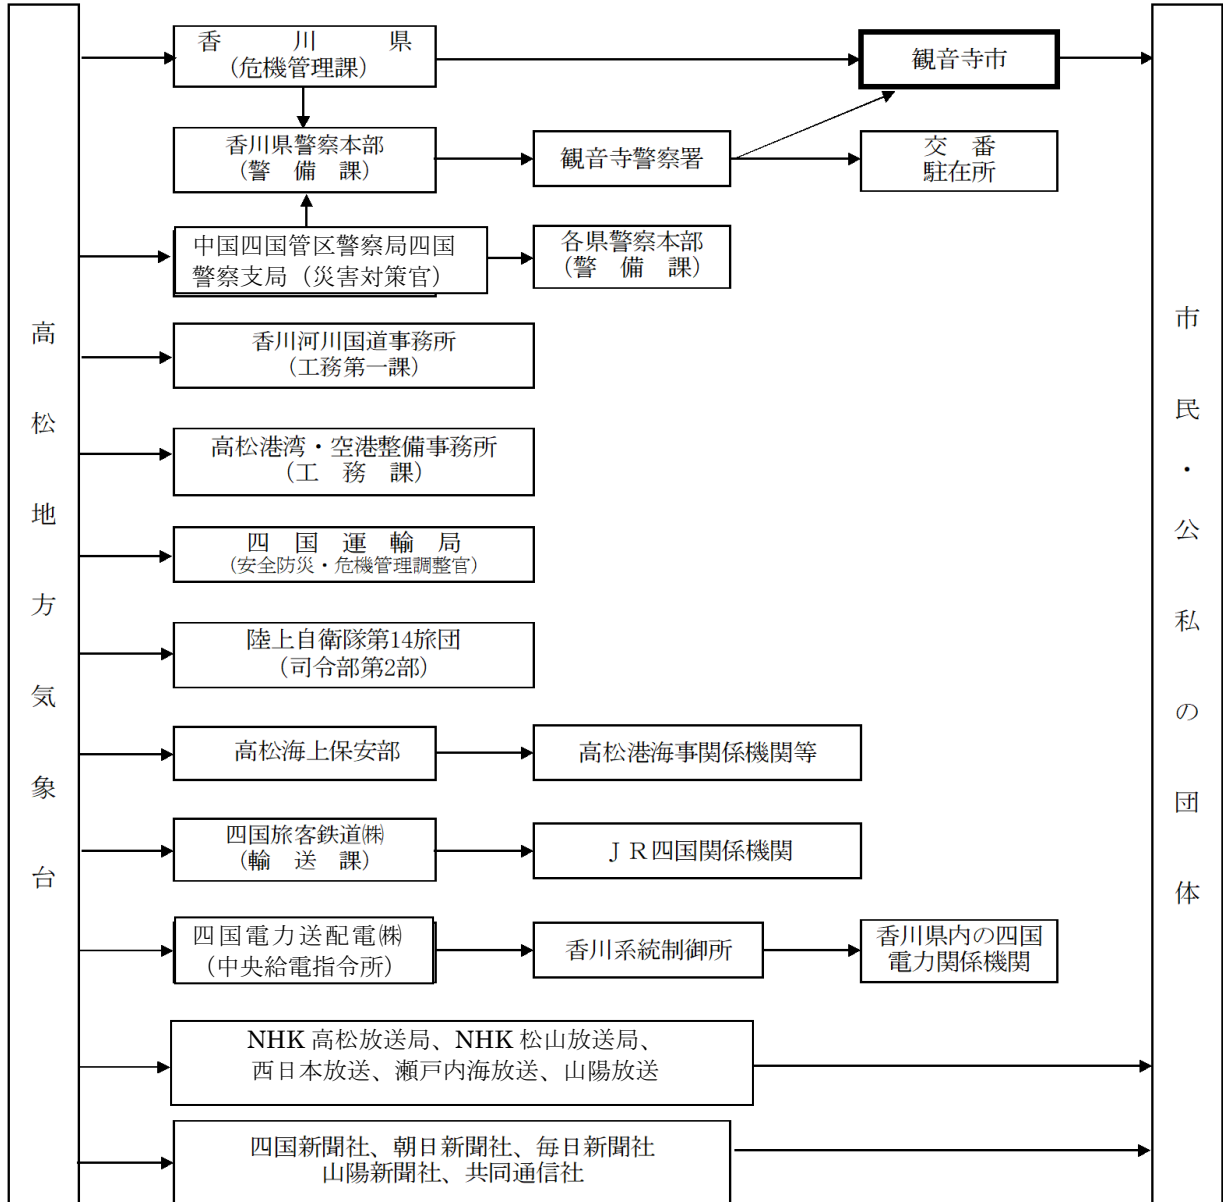 高松地方気象台
香　　川　　県
（危機管理課）
観音寺市
香川県警察本部
（警　備　課）
観音寺警察署
交　番
駐在所
中国四国管区警察局四国
警察支局（災害対策官）
各県警察本部
（警　備　課）
香川河川国道事務所
（工務第一課）
高松港湾・空港整備事務所
（工　務　課）
四　国　運　輸　局
（安全防災・危機管理調整官）
陸上自衛隊第14旅団
（司令部第2部）
高松海上保安部
高松港海事関係機関等
四国旅客鉄道㈱
（輸　送　課）
ＪＲ四国関係機関
四国電力送配電㈱
（中央給電指令所）
香川系統制御所
香川県内の四国
電力関係機関
NHK 高松放送局、NHK 松山放送局、
西日本放送、瀬戸内海放送、山陽放送
四国新聞社、朝日新聞社、毎日新聞社
山陽新聞社、共同通信社
市民・公私の団体